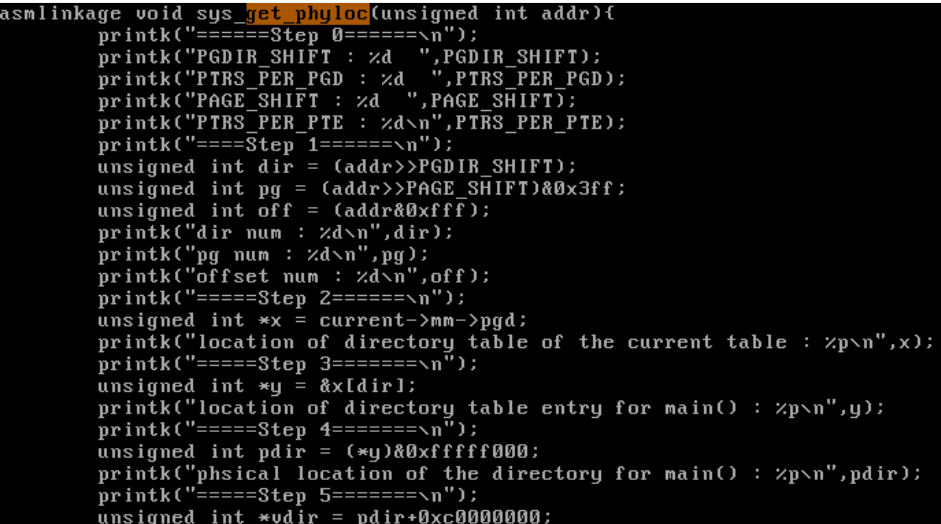 asmlinkage void sys_get_phyloc(unsigned int addr){
printk("======Step 0======\n");
printk("PGDIR_SHIFT : %d  ",PGDIR_SHIFT);
printk("PTRS_PER_PGD : %d  ",PTRS_PER_PGD);
printk("PAGE_SHIFT : %d  ",PAGE_SHIFT);
printk("PTRS_PER_PTE : %d\n",PTRS_PER_PTE);
printk("====Step 1======\n");
unsigned int dir = (addr>>PGDIR_SHIFT);
unsigned int pg = (addr>>PAGE_SHIFT)&0x3ff;
unsigned int off = (addr&0xfff);
printk("dir num : %d\n",dir);
printk("pg num : %d\n",pg);
printk("offset num : %d\n",off);
printk("=====Step 2======\n");
unsigned int *x = current->mm->pgd;
printk("location of directory table of the current table : %p\n",x);
printk("=====Step 3=======\n");
unsigned int *y = &x[dir];
printk("location of directory table entry for main() : %p\n",y);
printk("=====Step 4=======\n");
unsigned int pdir = (*y)&0xfffff000;
printk("phsical location of the directory for main() : %p\n",pdir);
printk("=====Step 5=======\n");
unsigned int *vdir = pdir+0xc0000000;